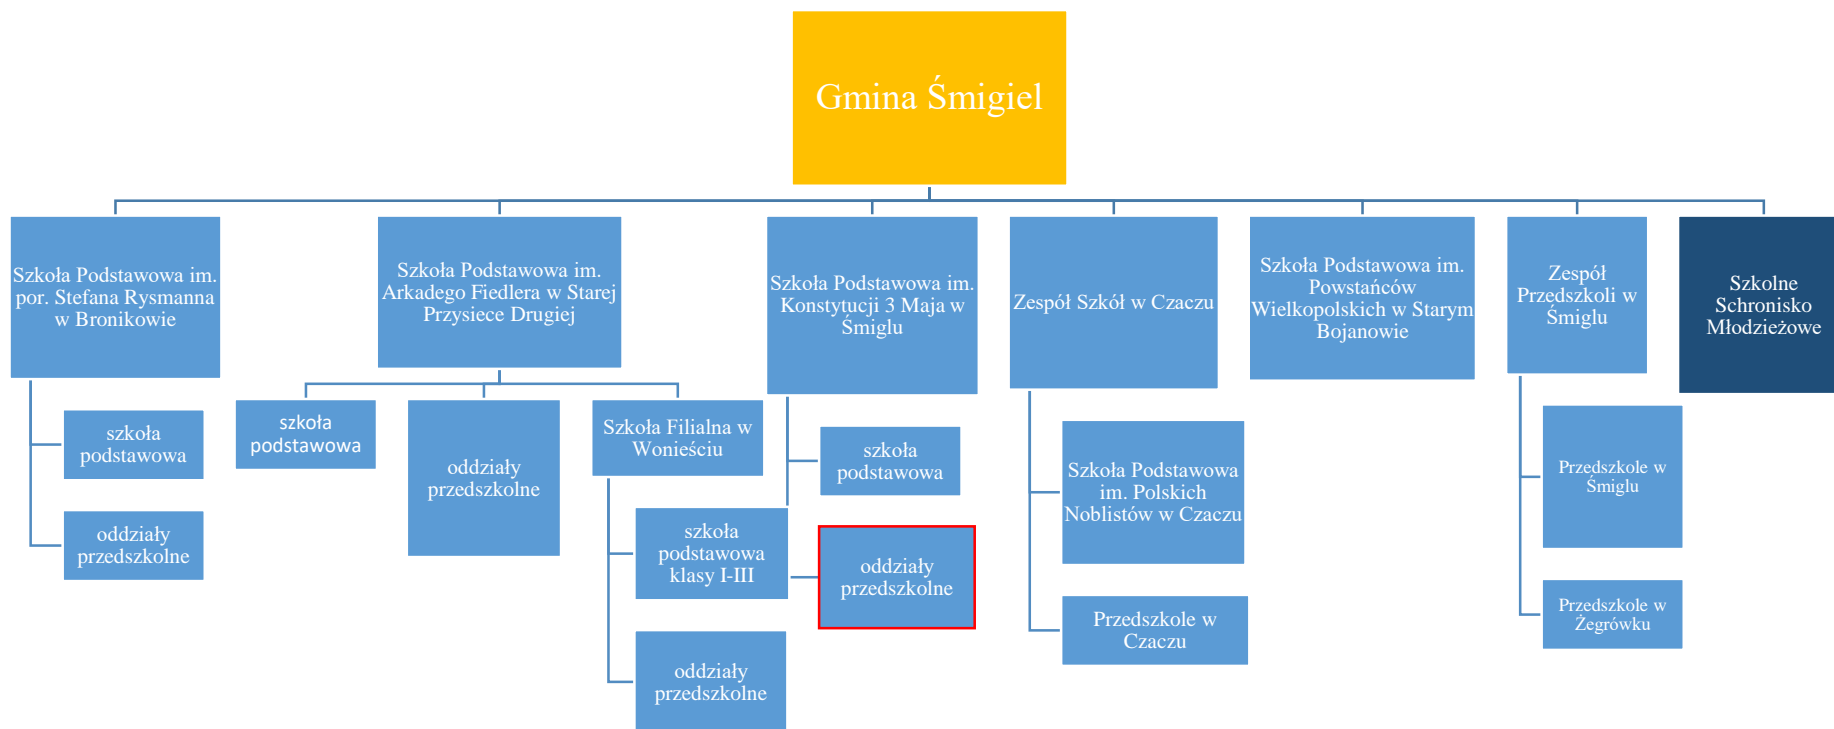 Gmina Śmigiel
Szkoła Podstawowa im.
por. Stefana Rysmanna
w Bronikowie
szkoła
podstawowa
oddziały
przedszkolne
Szkoła Podstawowa im.
Arkadego Fiedlera w Starej
Przysiece Drugiej
szkoła
podstawowa
oddziały
przedszkolne
Szkoła Filialna w
Wonieściu
szkoła
podstawowa
klasy I-III
oddziały
przedszkolne
Szkoła Podstawowa im.
Konstytucji 3 Maja w
Śmiglu
szkoła
podstawowa
oddziały
przedszkolne
Zespół Szkół w Czaczu
Szkoła Podstawowa
im. Polskich
Noblistów w Czaczu
Przedszkole w
Czaczu
Szkoła Podstawowa im.
Powstańców
Wielkopolskich w Starym
Bojanowie
Zespół
Przedszkoli w
Śmiglu
Przedszkole w
Śmiglu
Przedszkole w
Żegrówku
Szkolne
Schronisko
Młodzieżowe